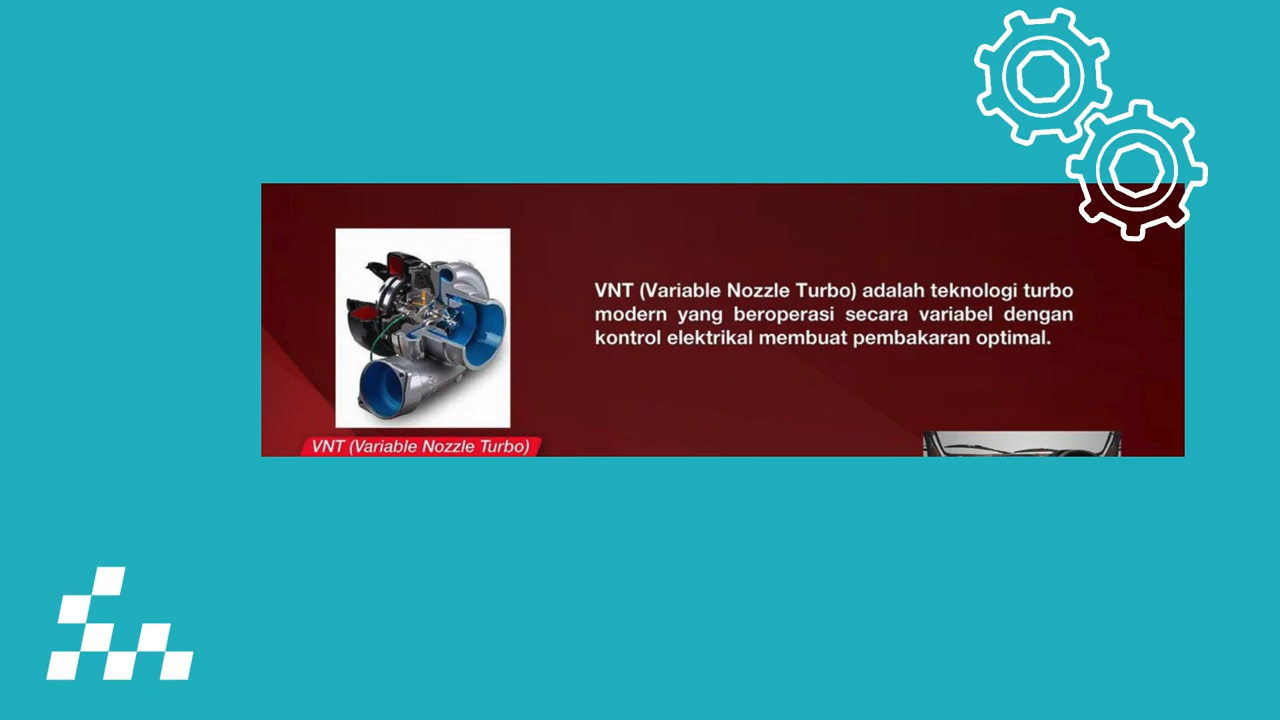 VNT (Variable Nozzle Turbo) adalah teknologi turbo
modern yang beroperasi secara variabel dengan
kontrol elektrikal membuat pembakaran optimal.
VNT (Variable Nozzle Turbo)